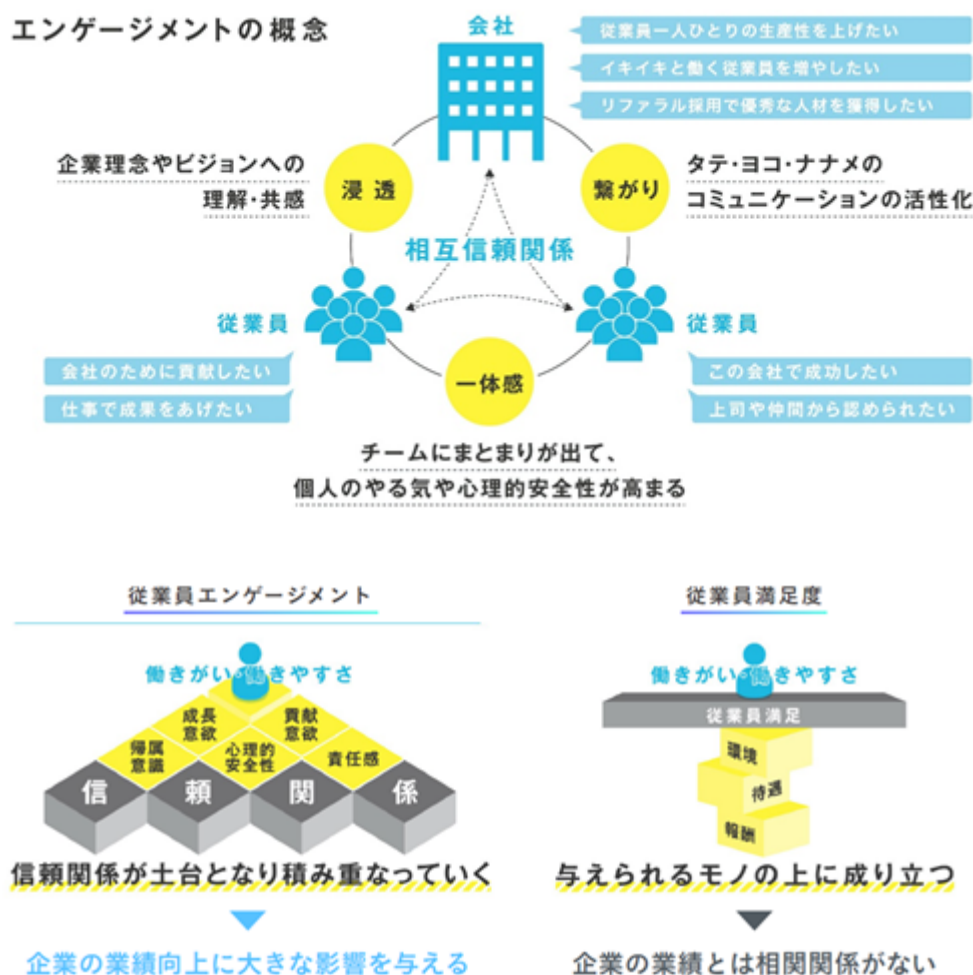 エンゲージメントの概念
会社
従業員一人ひとりの生産性を上げたい
イキイキと働く従業員を増やしたい
リファラル採用で優秀な人材を獲得したい
企業理念やビジョンへの
理解・共感
浸透
繋がり
タテ・ヨコ・ナナメの
コミュニケーションの活性化
相互信頼関係
従業員
従業員
会社のために貢献したい
仕事で成果をあげたい
一体感
この会社で成功したい
上司や仲間から認められたい
チームにまとまりが出て、
個人のやる気や心理的安全性が高まる
従業員エンゲージメント
働きがい・働きやすさ
成長
意欲
貢献
意欲
帰属
意識
心理的
安全性
責任感
信頼関係
信頼関係が土台となり積み重なっていく
企業の業績向上に大きな影響を与える
従業員満足度
働きがい・働きやすさ
従業員満足
環境
待遇
報酬
与えられるモノの上に成り立つ
企業の業績とは相関関係がない